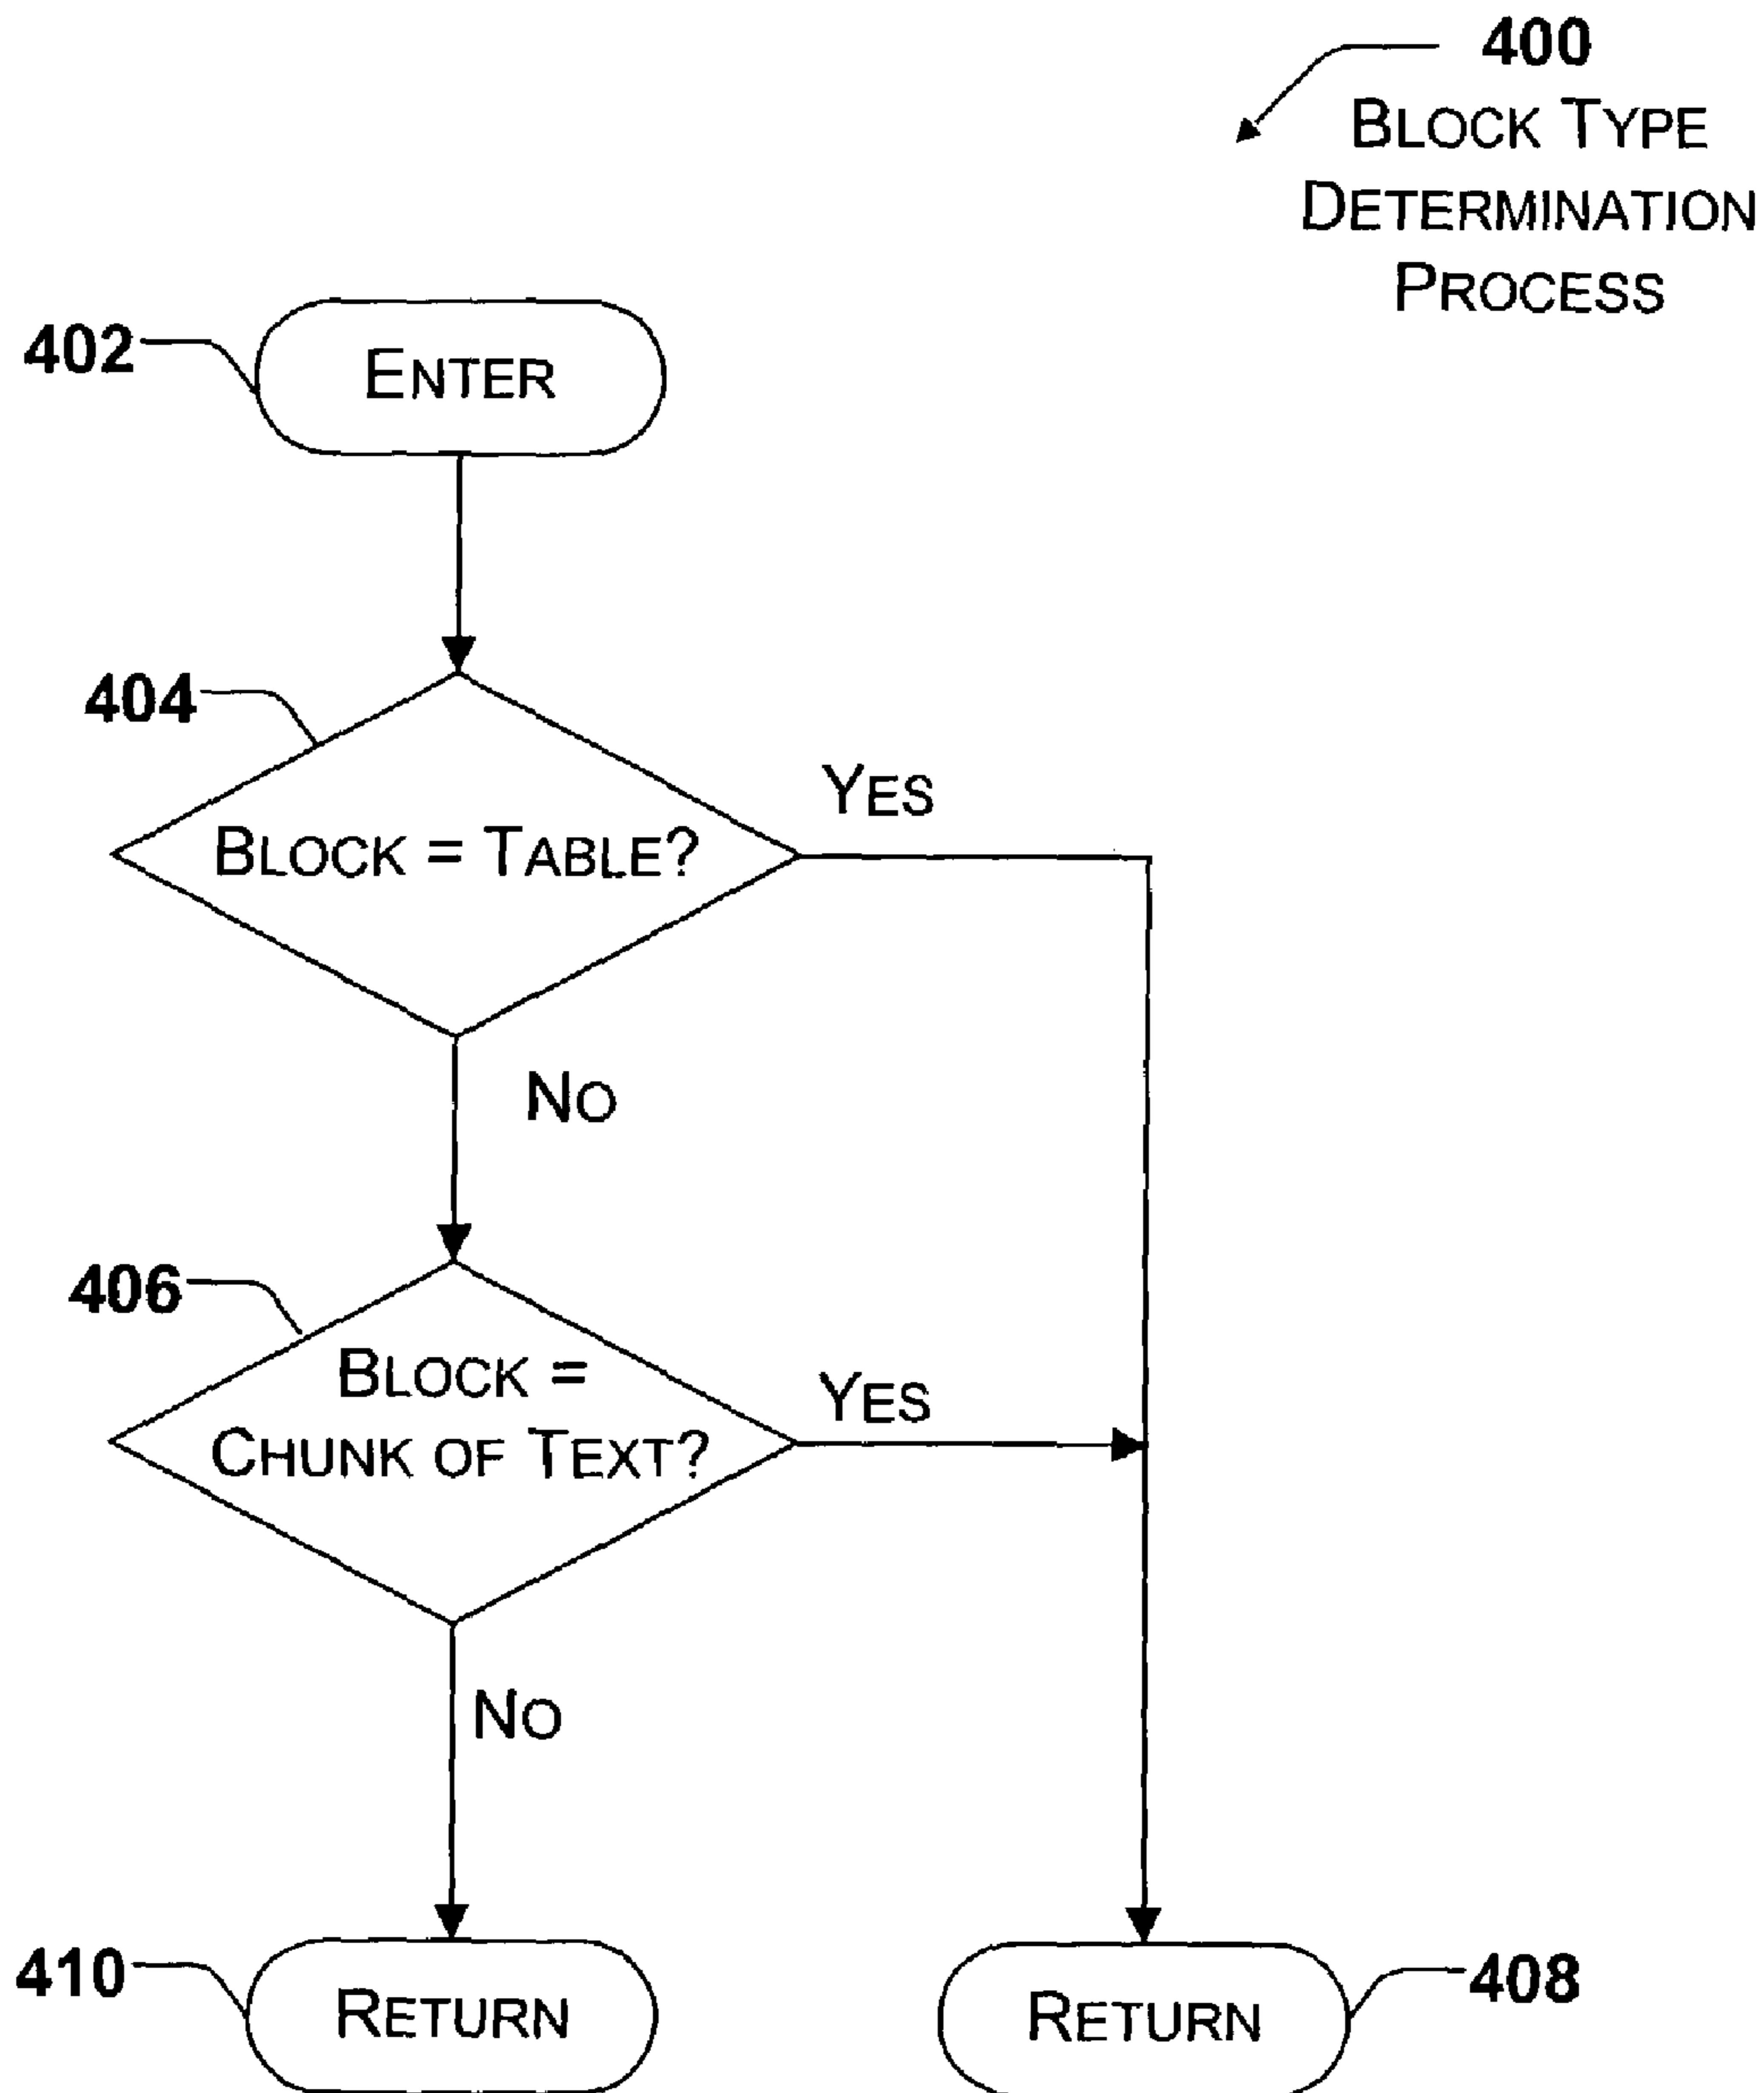 400
BLOCK TYPE
DETERMINATION
PROCESS
402
ENTER
404
BLOCK = TABLE?
YES
NO
406
BLOCK =
CHUNK OF TEXT?
YES
NO
410
RETURN
RETURN
408